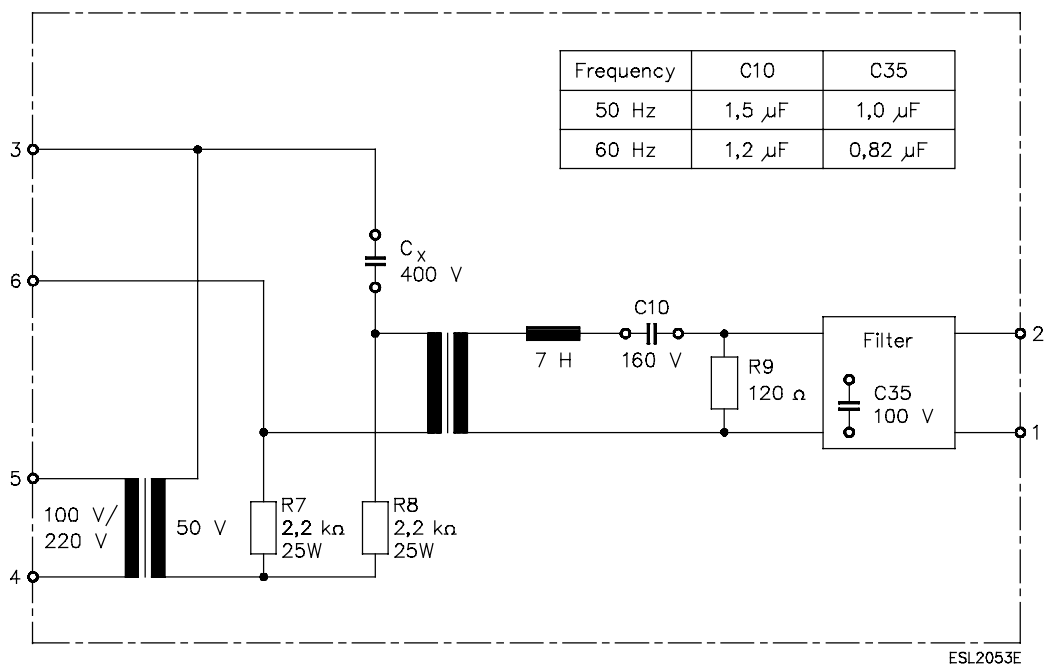 Frequency C10 C35
50 Hz 1,5 μF 1,0 μF
60 Hz 1,2 μF 0,82 μF
3
6
Cx
400 V
C10
160 V
7 H
R9
120 Ω
Filter
C35
100 V
2
1
5
100 V/
220 V
50 V
R7
2,2 kΩ
25W
R8
2,2 kΩ
25W
4
ESL2053E